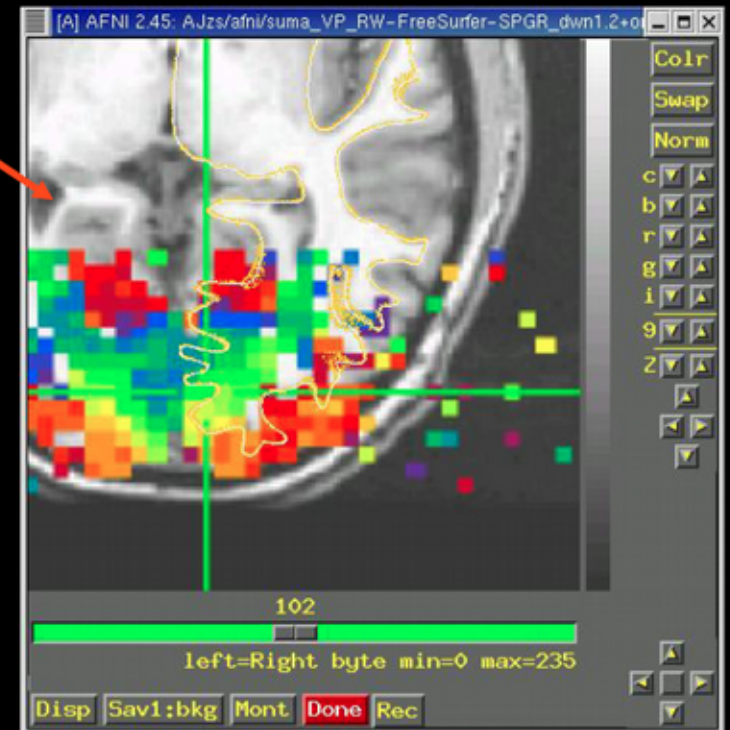 [A] AFNI 2.45: AJzs/afni/suma_VP_RW-FreeSurfer-SPGR_dwn1.2+or
Colr
Swap
Norm
c
b
r
g
i
9
Z
102
left=Right byte min=0 max=235
Disp Sav1:bkg Mont Done Rec